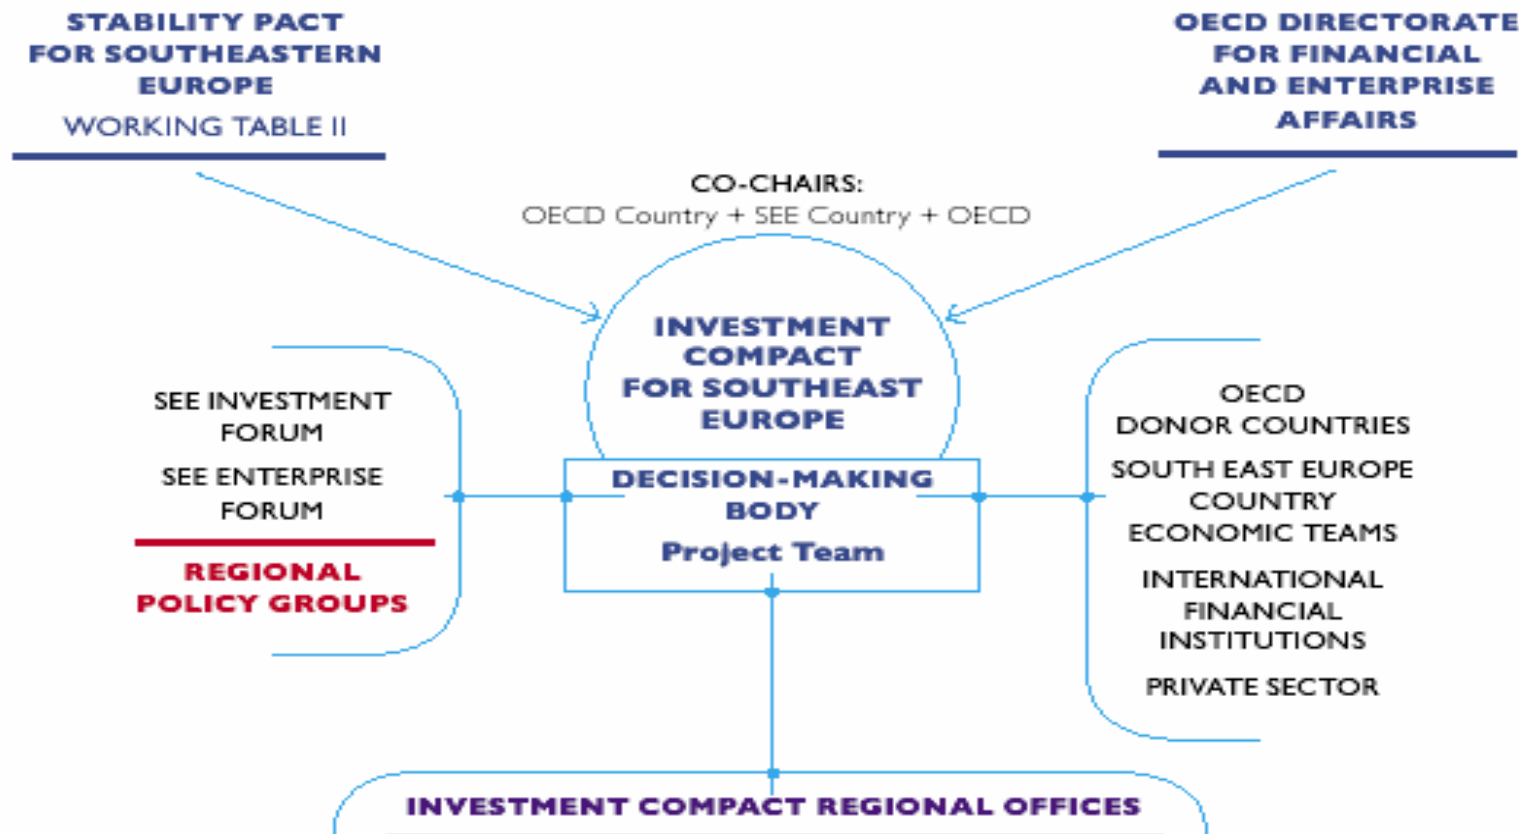 STABILITY PACT
FOR SOUTHEASTERN
EUROPE
WORKING TABLE II
OECD DIRECTORATE
FOR FINANCIAL
AND ENTERPRISE
AFFAIRS
CO-CHAIRS:
OECD Country + SEE Country + OECD
INVESTMENT
COMPACT
FOR SOUTHEAST
EUROPE
DECISION-MAKING
BODY
Project Team
SEE INVESTMENT
FORUM
SEE ENTERPRISE
FORUM
REGIONAL
POLICY GROUPS
OECD
DONOR COUNTRIES
SOUTH EAST EUROPE
COUNTRY
ECONOMIC TEAMS
INTERNATIONAL
FINANCIAL
INSTITUTIONS
PRIVATE SECTOR
INVESTMENT COMPACT REGIONAL OFFICES